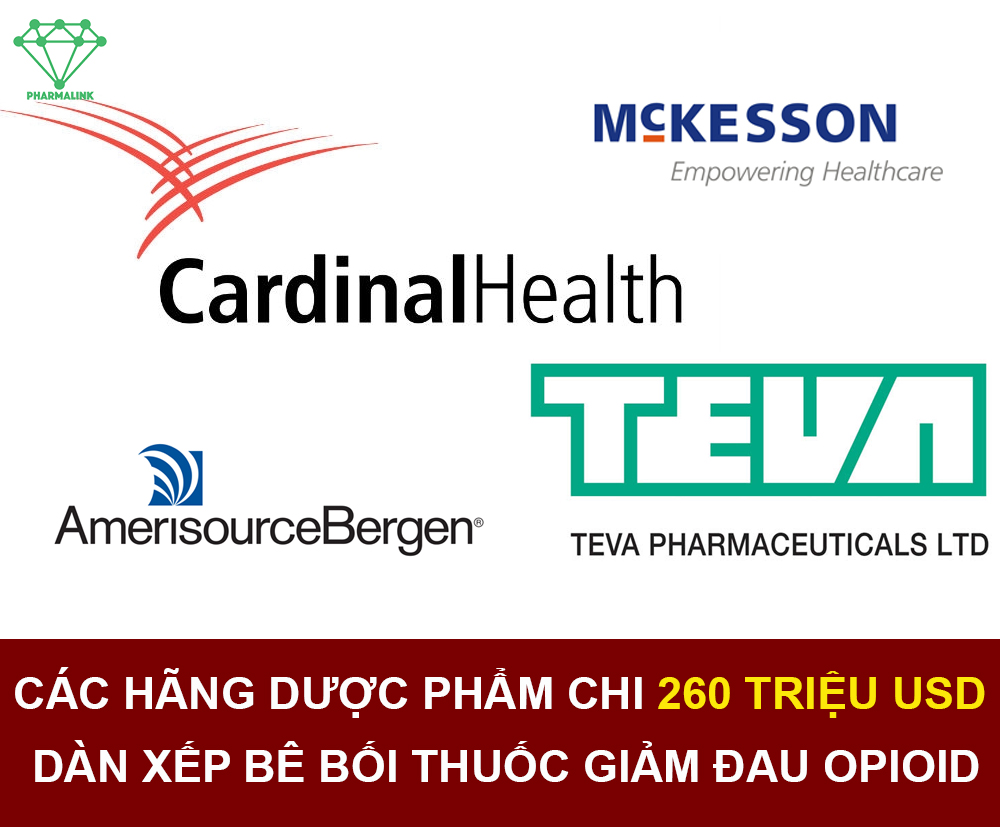 PHARMALINK
McKESSON
Empowering Healthcare
CardinalHealth
TEVA
AmerisourceBergen®
TEVA PHARMACEUTICALS LTD
CÁC HÃNG DƯỢC PHẨM CHI 260 TRIỆU USD
DÀN XẾP BÊ BỐI THUỐC GIẢM ĐAU OPIOID